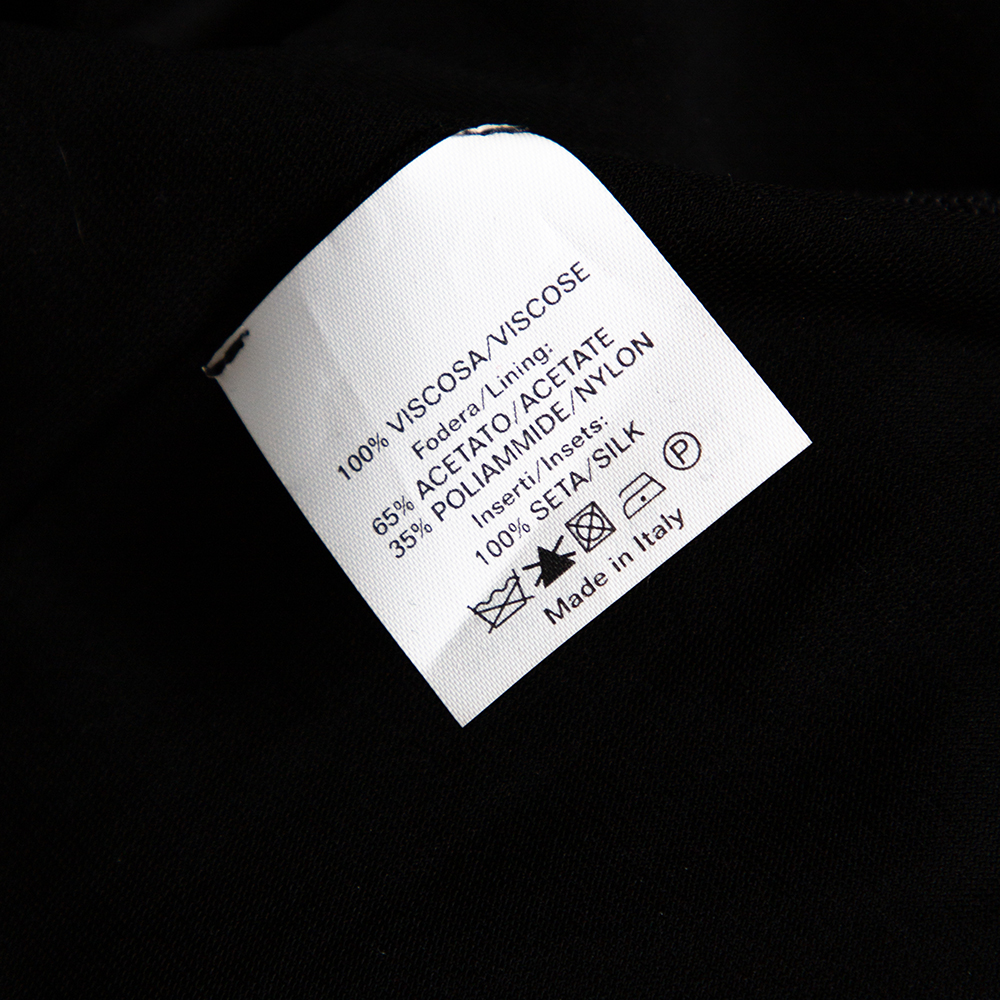 100% VISCOSA/VISCOSE
Fodera/Lining:
65% ACETATO/ACETATE
35% POLIAMMIDE/NYLON
Inserti/Insets:
100% SETA/SILK
P
Made in Italy